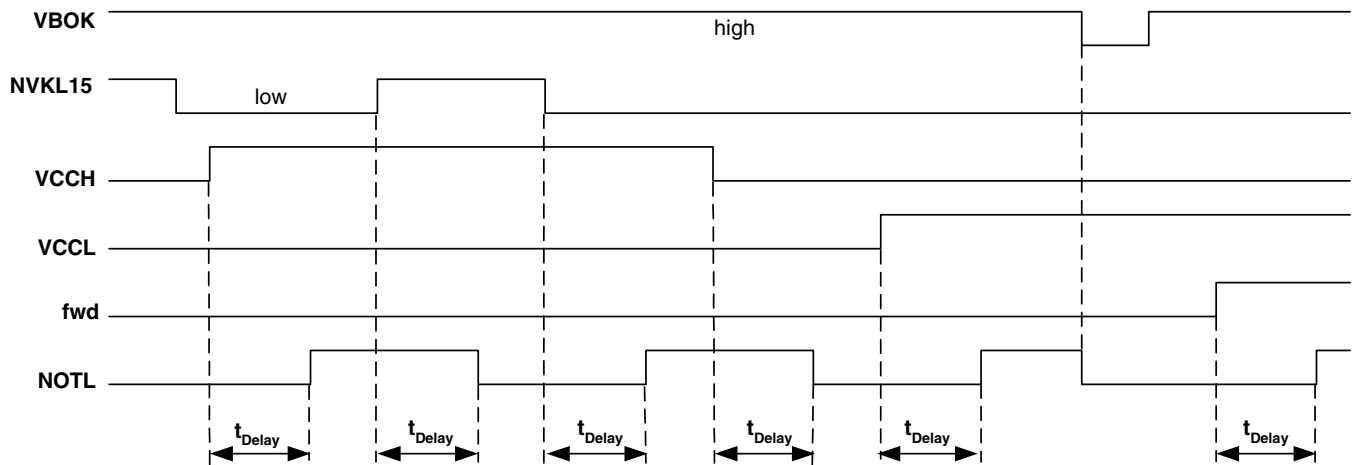 VBOK
high
NVKL15
low
VCCH
VCCL
fwd
NOTL
tDelay tDelay tDelay tDelay tDelay tDelay